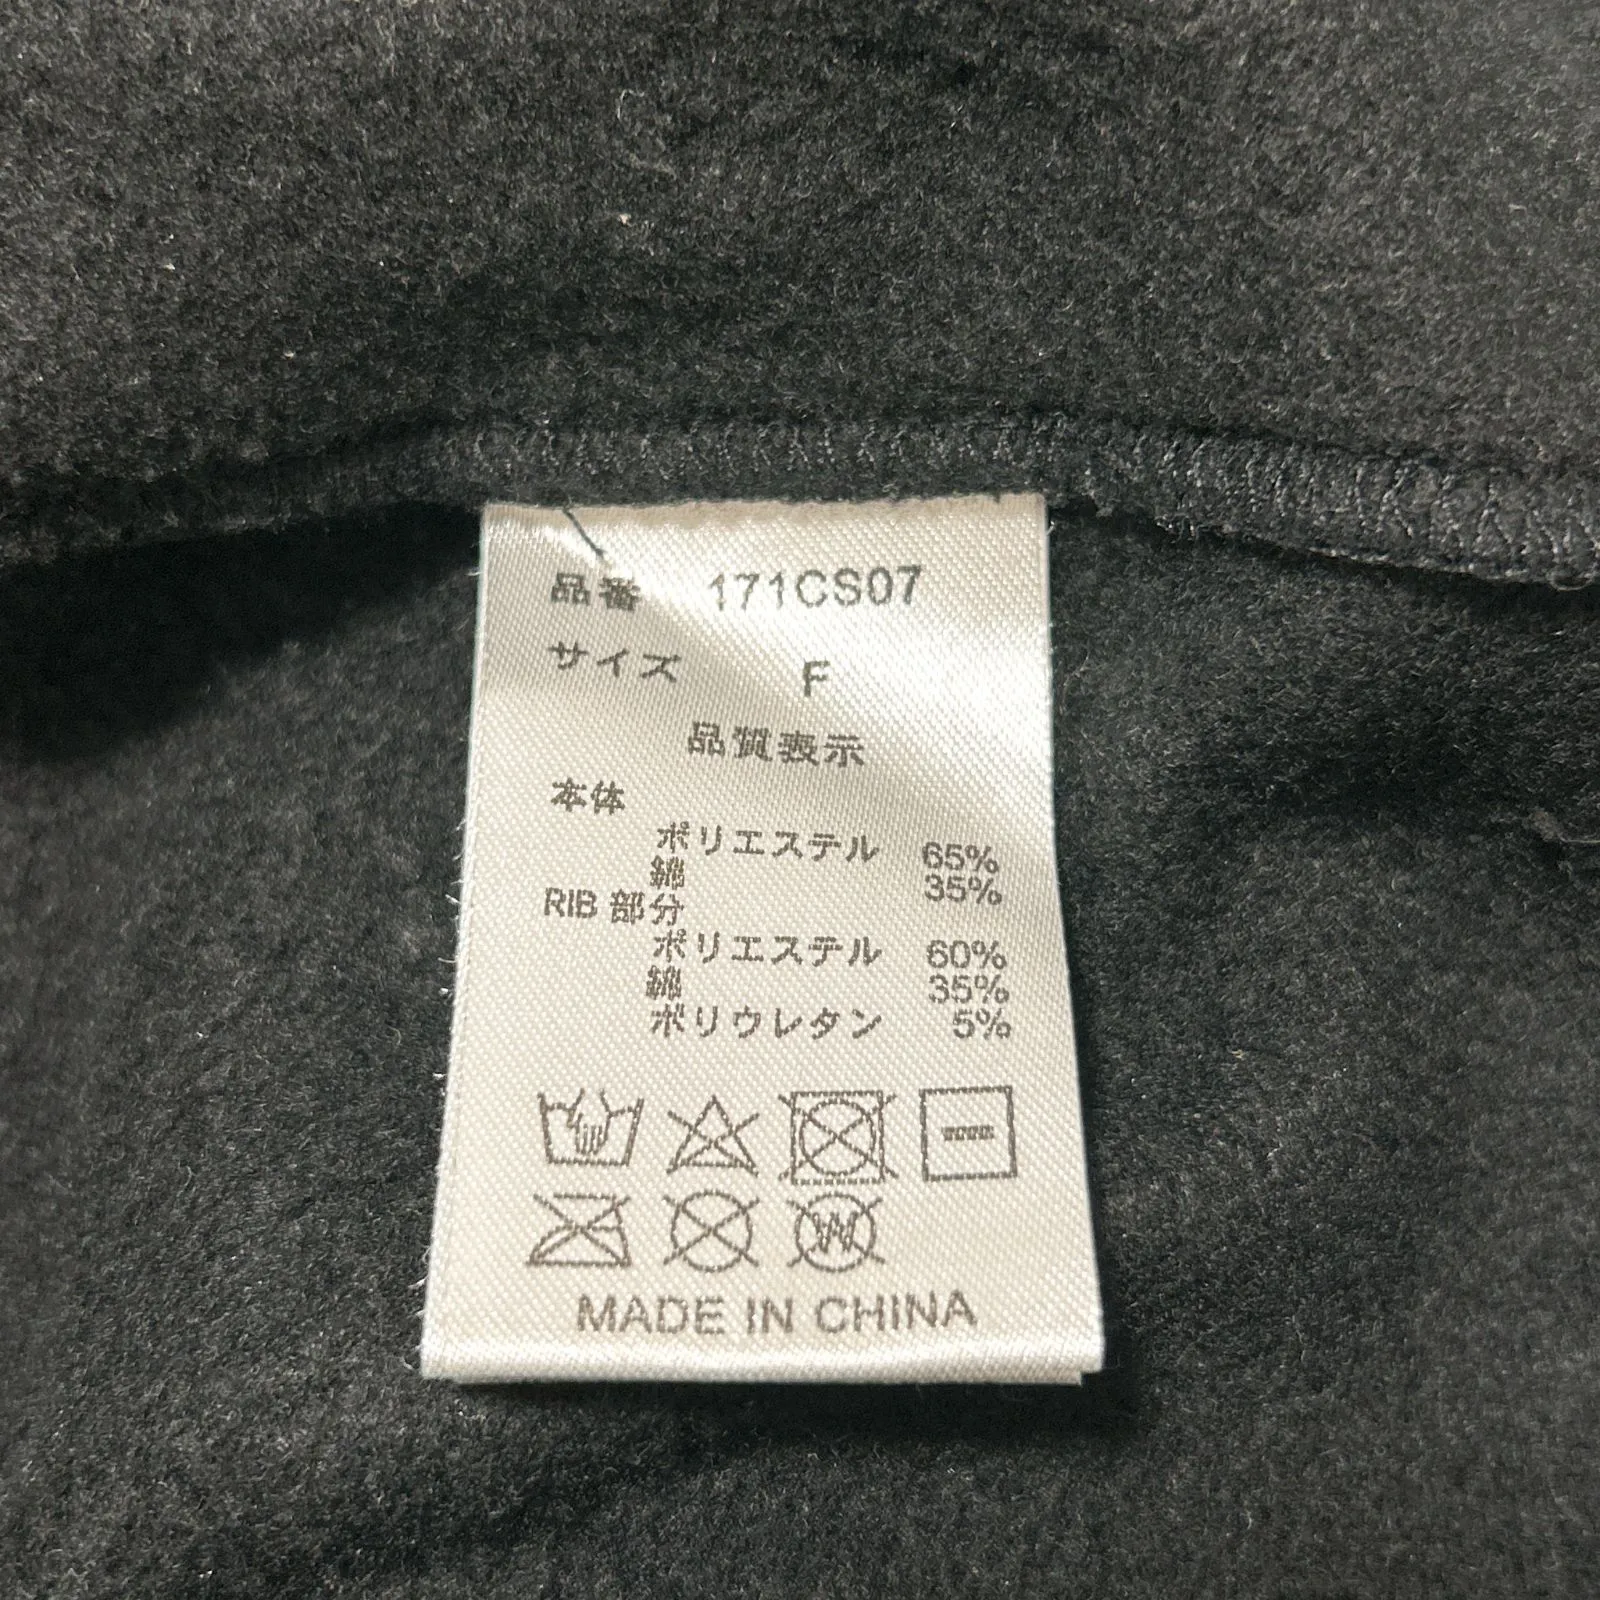 品番 171CS07
サイズ F
品質表示
本体
ポリエステル 65%
綿 35%
RIB 部分
ポリエステル 60%
綿 35%
ポリウレタン 5%
W
MADE IN CHINA